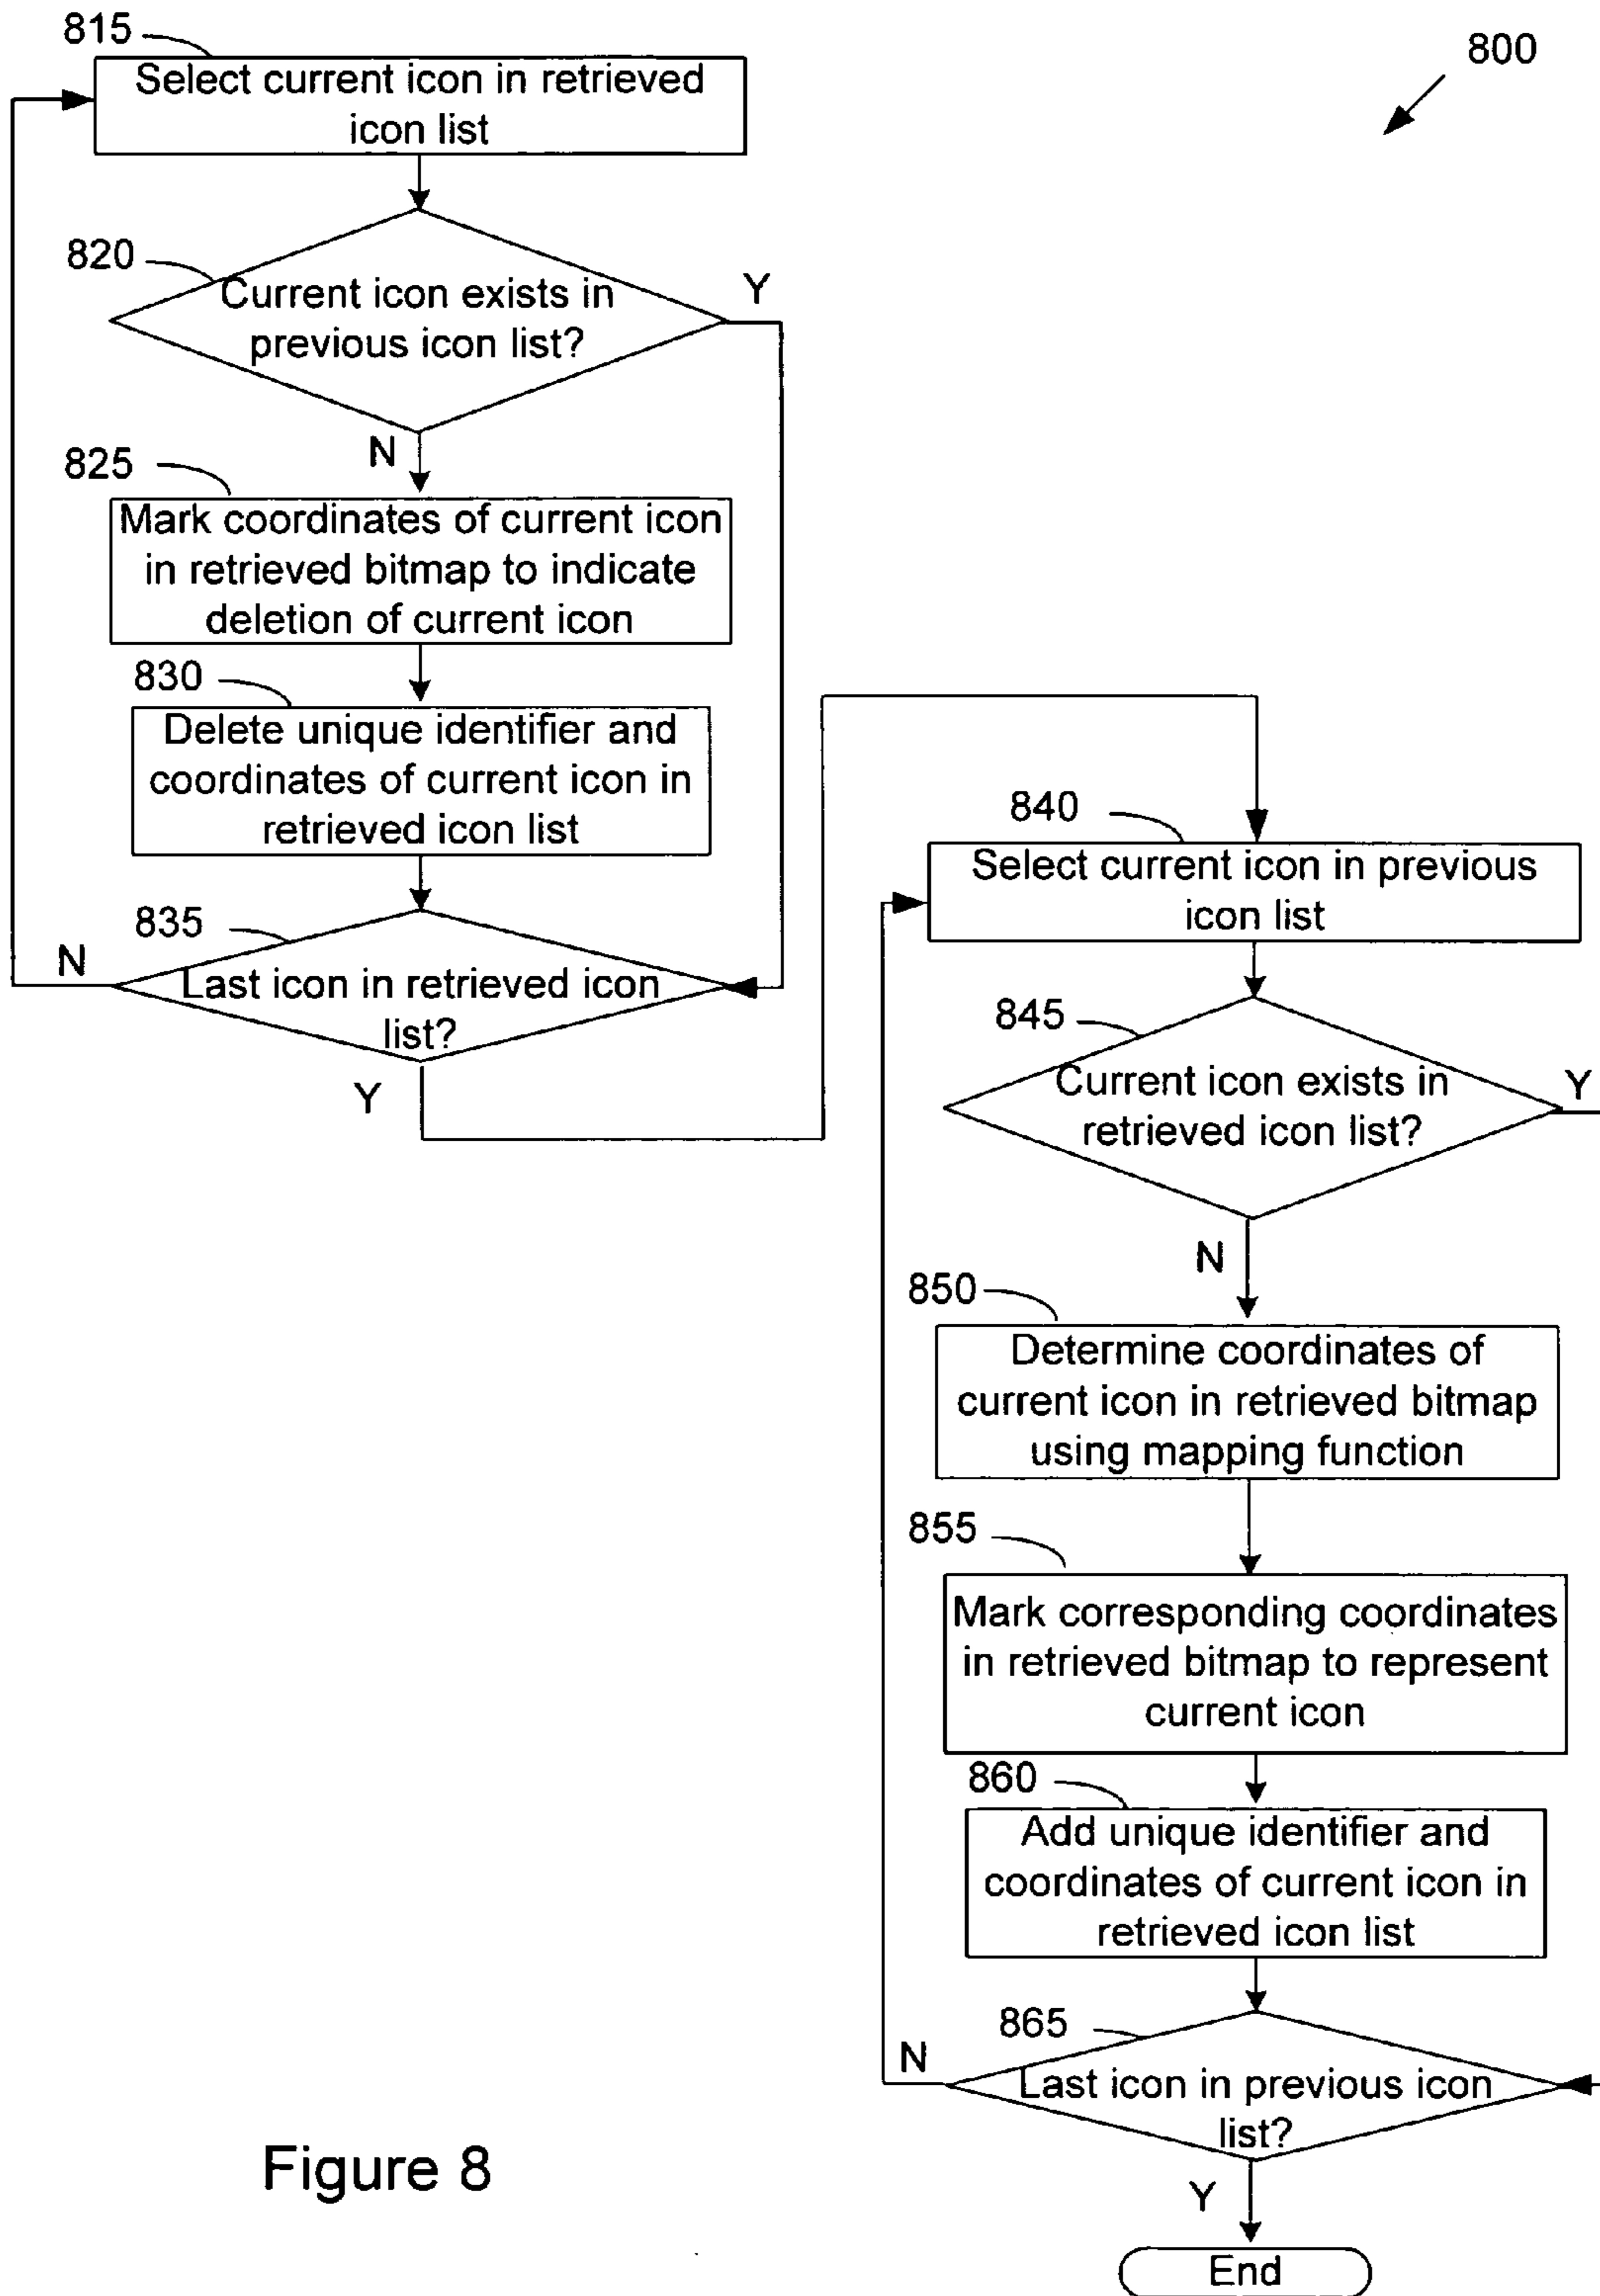 815
800
Select current icon in retrieved
icon list
820
Current icon exists in
previous icon list?
Y
N
825
Mark coordinates of current icon
in retrieved bitmap to indicate
deletion of current icon
830
Delete unique identifier and
coordinates of current icon in
retrieved icon list
835
N
Last icon in retrieved icon
list?
Y
840
Select current icon in previous
icon list
845
Current icon exists in
retrieved icon list?
Y
N
850
Determine coordinates of
current icon in retrieved bitmap
using mapping function
855
Mark corresponding coordinates
in retrieved bitmap to represent
current icon
860
Add unique identifier and
coordinates of current icon in
retrieved icon list
865
N
Last icon in previous icon
list?
Y
End
Figure 8